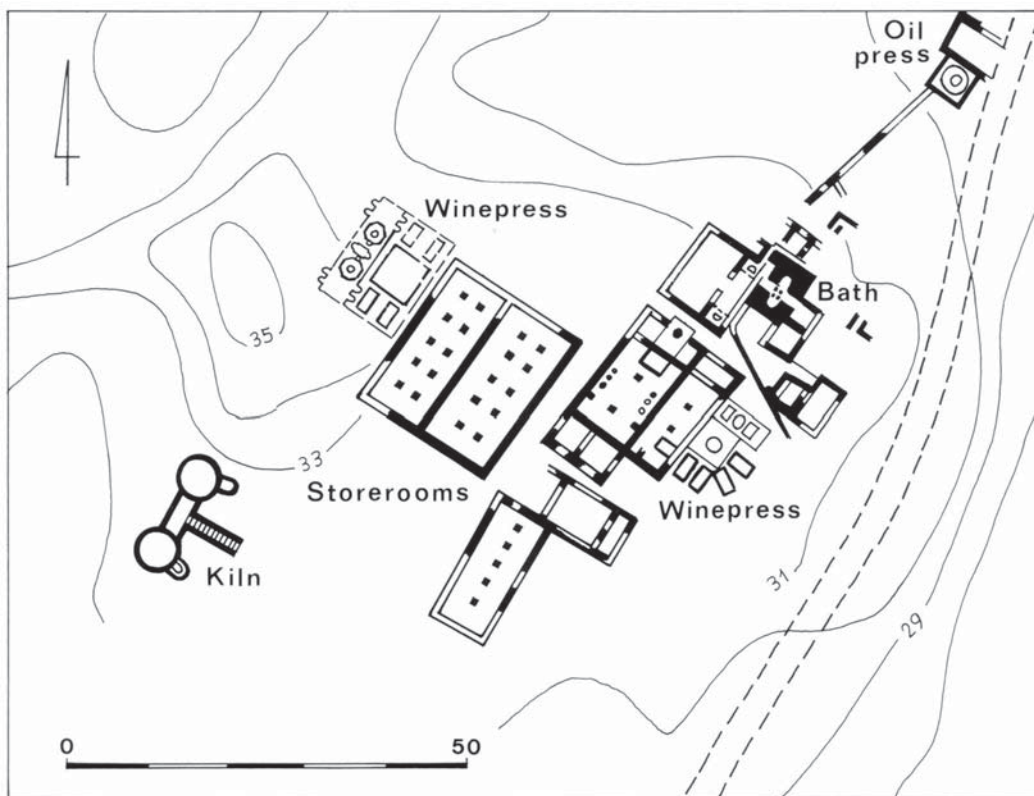 Oil
press
Winepress
Bath
35
33
Storerooms
Winepress
Kiln
31
29
0
50